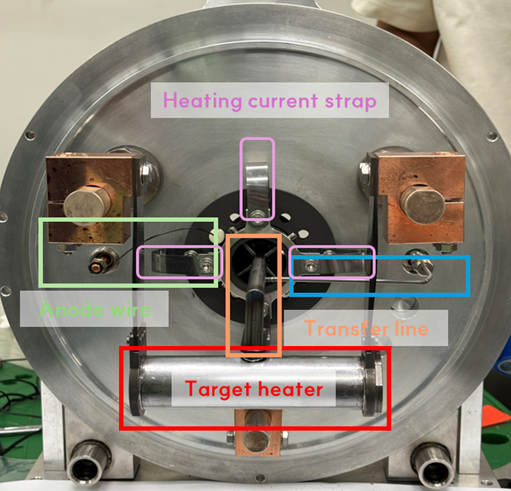 Heating current strap
Anode wire
Transfer line
Target heater